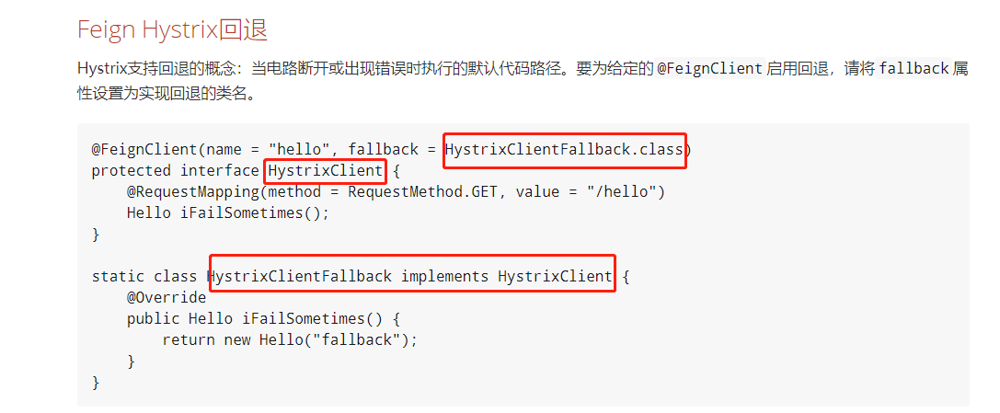 Feign Hystrix回退
Hystrix支持回退的概念：当电路断开或出现错误时执行的默认代码路径。要为给定的 @FeignClient 启用回退，请将 fallback 属
性设置为实现回退的类名。
@FeignClient(name = "hello", fallback = HystrixClientFallback.class)
protected interface HystrixClient {
    @RequestMapping(method = RequestMethod.GET, value = "/hello")
    Hello iFailSometimes();
}
static class HystrixClientFallback implements HystrixClient {
    @Override
    public Hello iFailSometimes() {
        return new Hello("fallback");
    }
}